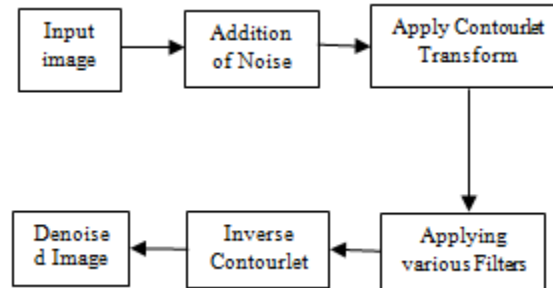 Input
image
Addition
of Noise
Apply Contourlet
Transform
Applying
various Filters
Inverse
Contourlet
Denoise
d Image